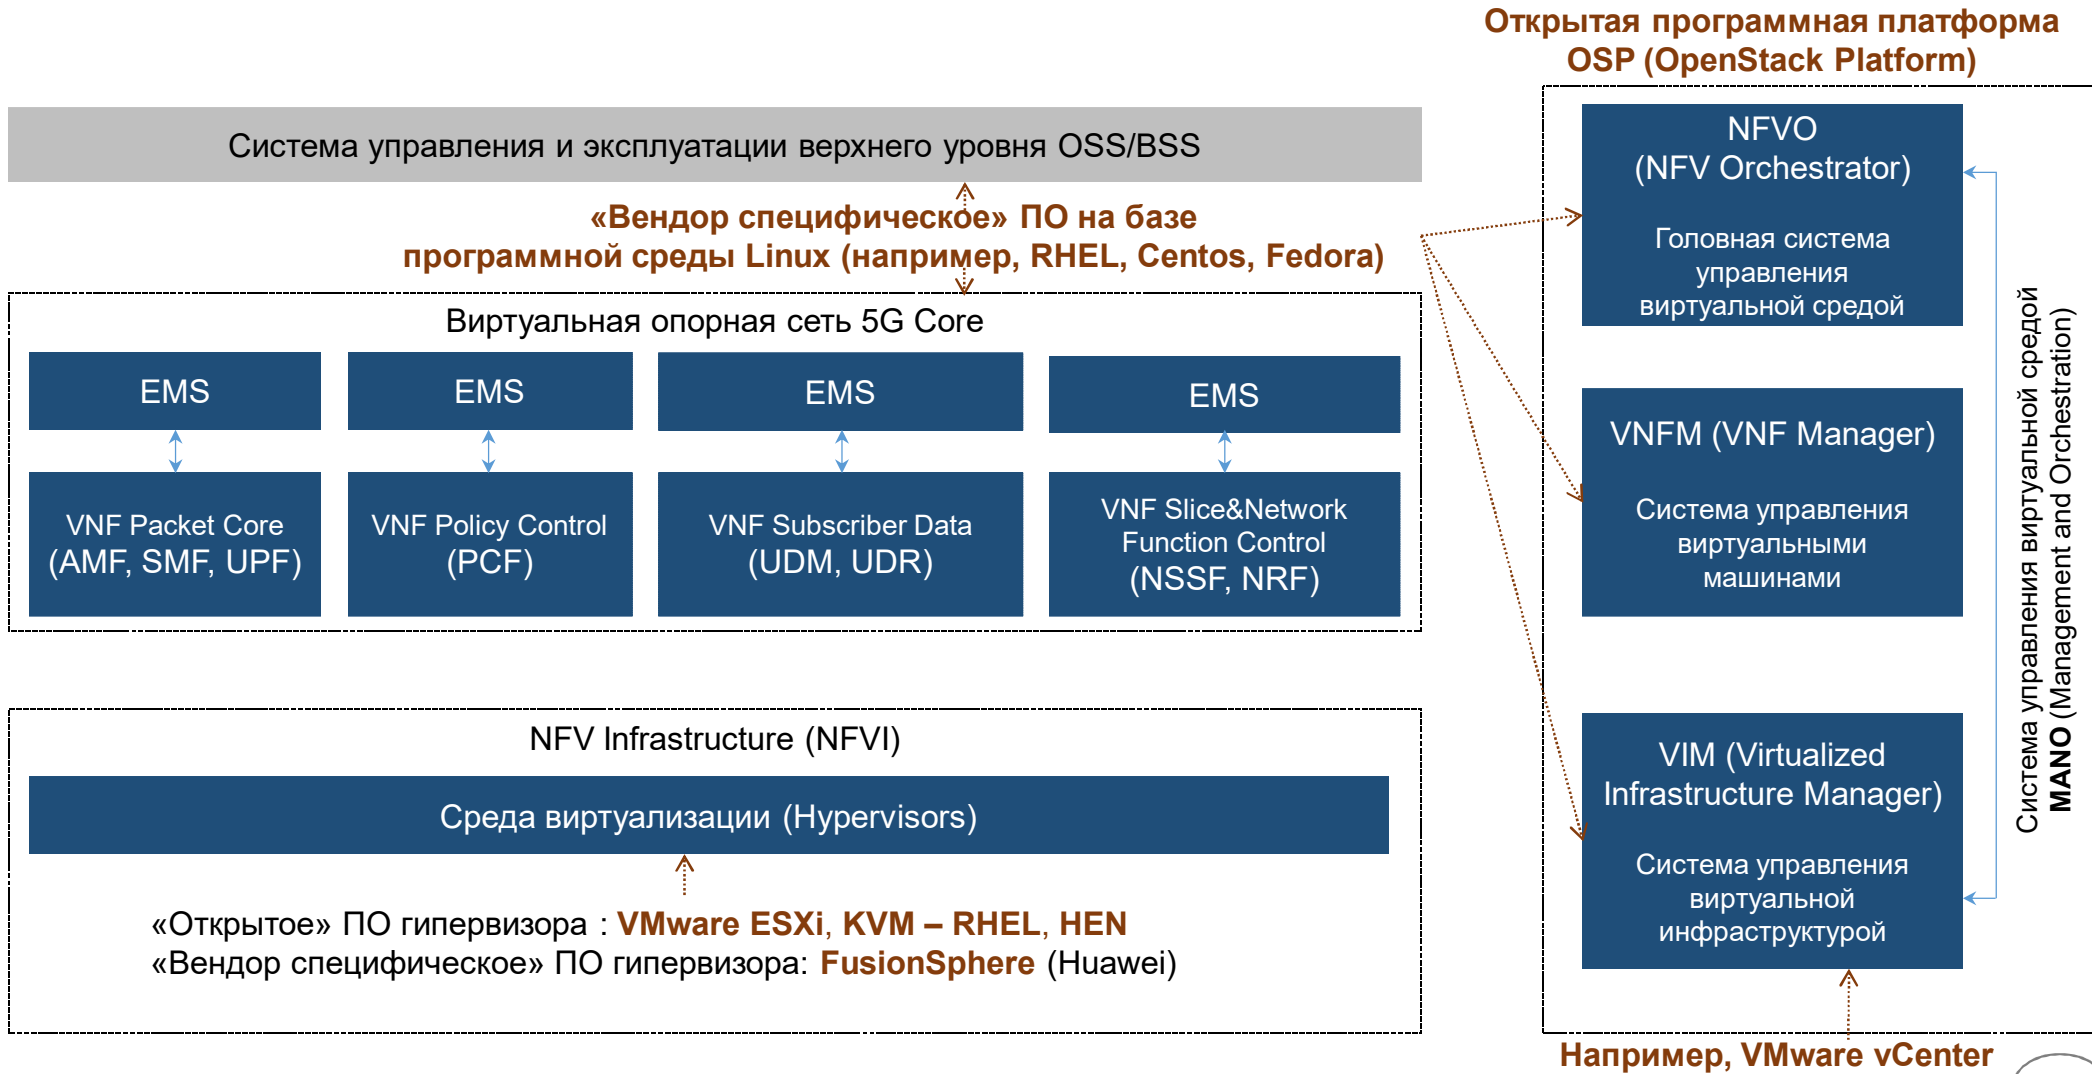 Открытая программная платформа
OSP (OpenStack Platform)
Система управления и эксплуатации верхнего уровня OSS/BSS
«Вендор специфическое» ПО на базе
программной среды Linux (например, RHEL, Centos, Fedora)
Виртуальная опорная сеть 5G Core
EMS
EMS
EMS
EMS
VNF Packet Core
(AMF, SMF, UPF)
VNF Policy Control
(PCF)
VNF Subscriber Data
(UDM, UDR)
VNF Slice&Network
Function Control
(NSSF, NRF)
NFV Infrastructure (NFVI)
Среда виртуализации (Hypervisors)
«Открытое» ПО гипервизора : VMware ESXi, KVM – RHEL, HEN
«Вендор специфическое» ПО гипервизора: FusionSphere (Huawei)
NFVO
(NFV Orchestrator)
Головная система
управления
виртуальной средой
VNFM (VNF Manager)
Система управления
виртуальными
машинами
VIM (Virtualized
Infrastructure Manager)
Система управления
виртуальной
инфраструктурой
Система управления виртуальной средой
MANO (Management and Orchestration)
Например, VMware vCenter